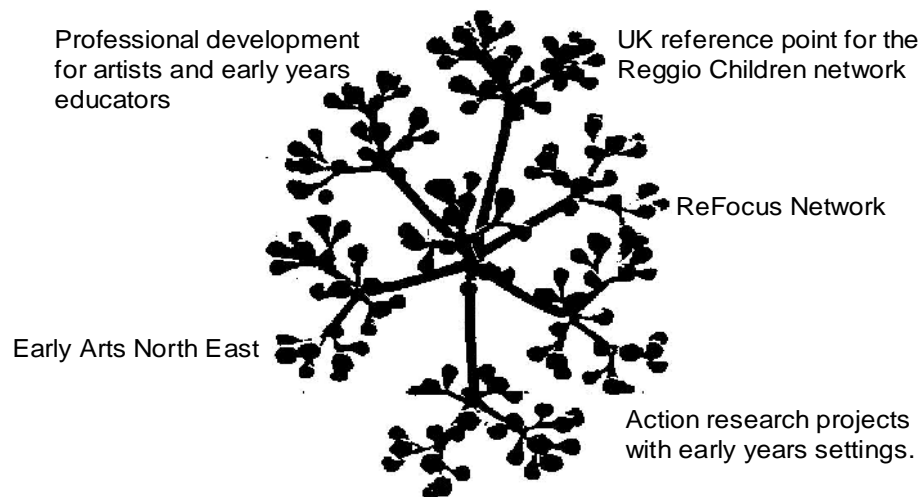 Professional development
for artists and early years
educators
UK reference point for the
Reggio Children network
ReFocus Network
Early Arts North East
Action research projects
with early years settings.